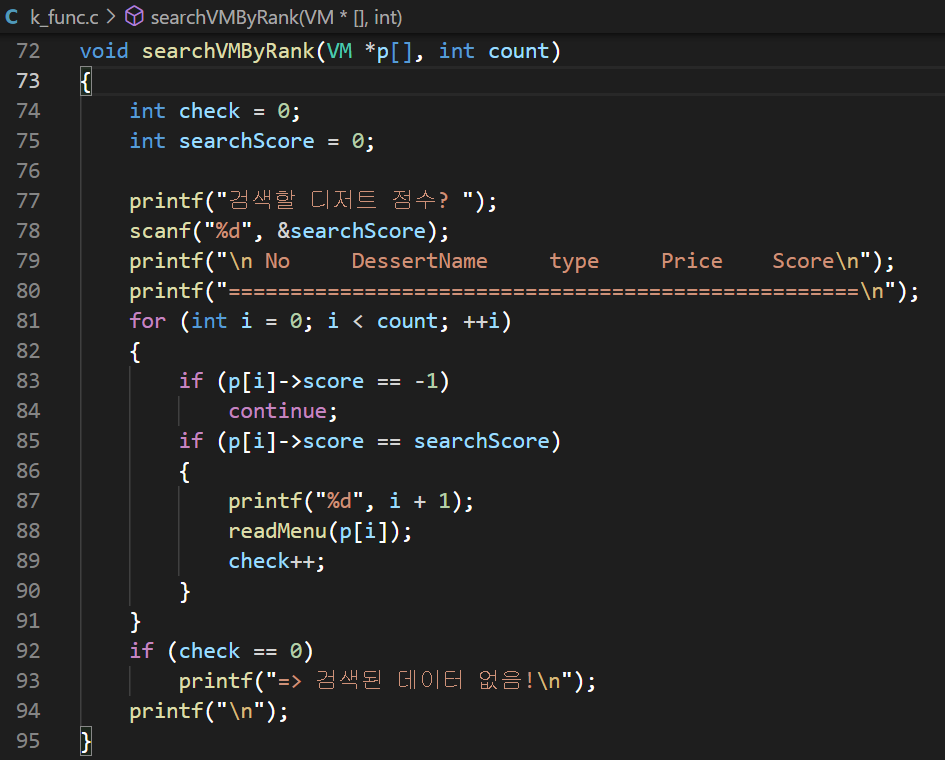 C k_func.c > searchVMByRank(VM * [], int)
72 void searchVMByRank(VM *p[], int count)
73 {
74     int check = 0;
75     int searchScore = 0;
76
77     printf("검색할 디저트 점수? ");
78     scanf("%d", &searchScore);
79     printf("\n No     DessertName     type     Price    Score\n");
80     printf("===================================================\n");
81     for (int i = 0; i < count; ++i)
82     {
83         if (p[i]->score == -1)
84             continue;
85         if (p[i]->score == searchScore)
86         {
87             printf("%d", i + 1);
88             readMenu(p[i]);
89             check++;
90         }
91     }
92     if (check == 0)
93         printf("=> 검색된 데이터 없음!\n");
94     printf("\n");
95 }